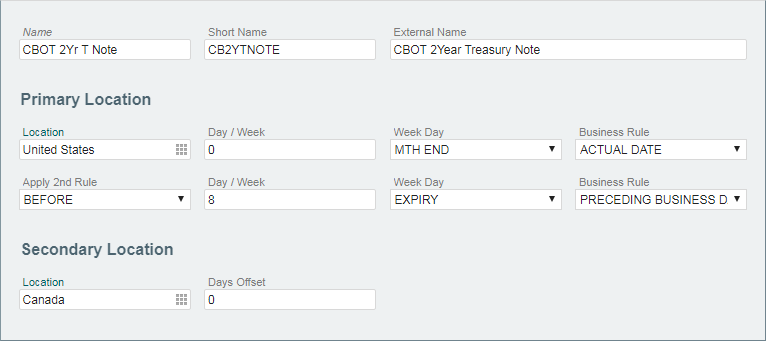 Name Short Name External Name
CBOT 2Yr T Note CB2YTNOTE CBOT 2Year Treasury Note
Primary Location
Location Day / Week Week Day Business Rule
United States 0 MTH END ACTUAL DATE
Apply 2nd Rule Day / Week Week Day Business Rule
BEFORE 8 EXPIRY PRECEDING BUSINESS D
Secondary Location
Location Days Offset
Canada 0